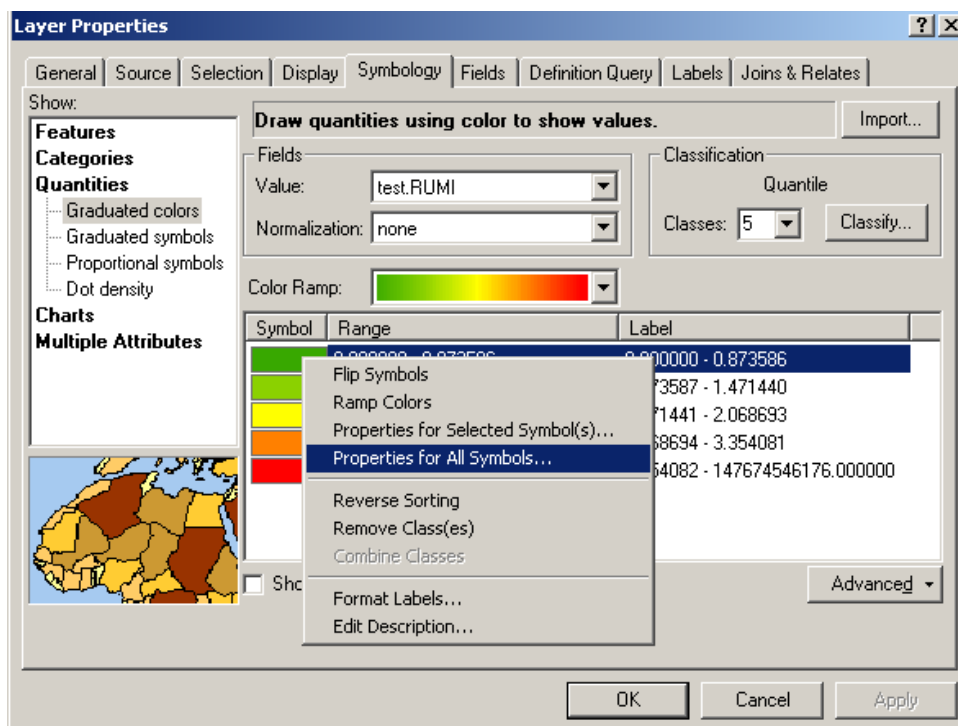 Layer Properties
General Source Selection Display Symbology Fields Definition Query Labels Joins & Relates
Show:
Features
Categories
Quantities
Graduated colors
Graduated symbols
Proportional symbols
Dot density
Charts
Multiple Attributes
Draw quantities using color to show values.
Import...
Fields
Value: test.RUMI
Normalization: none
Classification
Quantile
Classes: 5 Classify...
Color Ramp:
Symbol Range Label
0.000000 - 0.873586
73587 - 1.471440
71441 - 2.068693
68694 - 3.354081
54082 - 147674546176.000000
Flip Symbols
Ramp Colors
Properties for Selected Symbol(s)...
Properties for All Symbols...
Reverse Sorting
Remove Class(es)
Combine Classes
Format Labels...
Edit Description...
Advanced
OK Cancel Apply